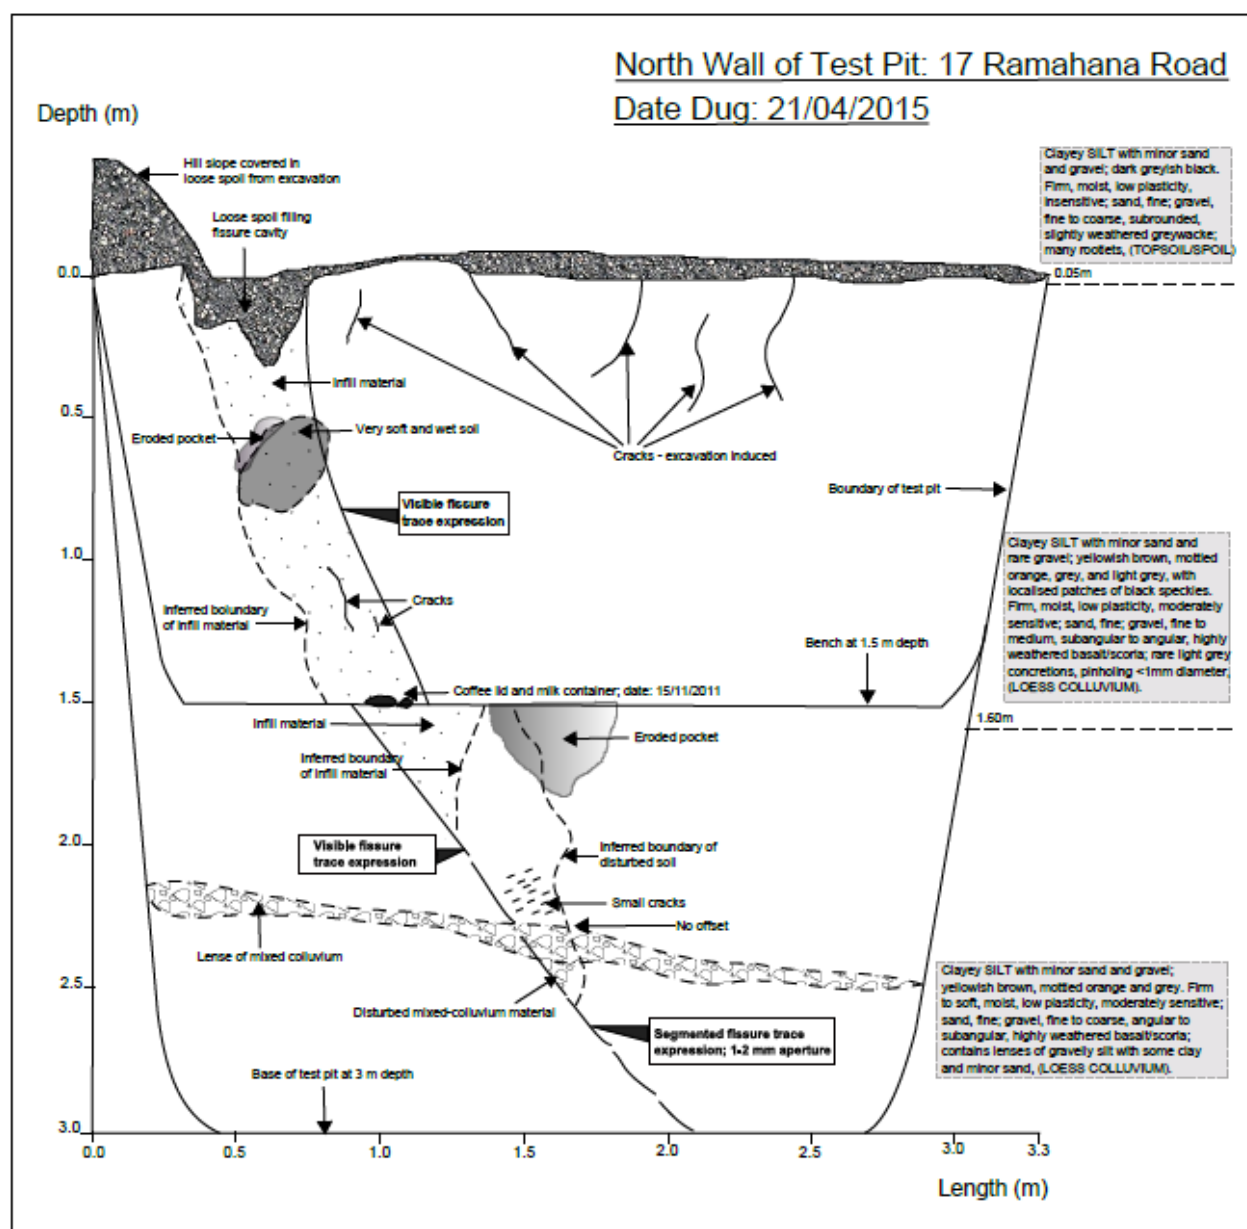 North Wall of Test Pit: 17 Ramahana Road
Date Dug: 21/04/2015
Depth (m)
Hill slope covered in
loose spoil from excavation
Loose spoil filling
fissure cavity
Clayey SILT with minor sand
and gravel; dark greyish black.
Firm, moist, low plasticity,
insensitive; sand, fine; gravel,
fine to coarse, subrounded,
slightly weathered greywacke;
many rootlets, (TOPSOIL/SPOIL)
0.0
0.05m
Infill material
0.5
Eroded pocket
Very soft and wet soil
Cracks - excavation induced
Boundary of test pit
Visible fissure
trace expression
1.0
Clayey SILT with minor sand and
rare gravel; yellowish brown, mottled
orange, grey, and light grey, with
localised patches of black speckles.
Firm, moist, low plasticity, moderately
sensitive; sand, fine; gravel, fine to
medium, subangular to angular, highly
weathered basalt/scoria; rare light grey
concretions, pinholing <1mm diameter,
(LOESS COLLUVIUM).
Cracks
Inferred boundary
of infill material
Bench at 1.5 m depth
Coffee lid and milk container; date: 15/11/2011
1.5
1.60m
Infill material
Eroded pocket
Inferred boundary
of infill material
2.0
Visible fissure
trace expression
Inferred boundary of
disturbed soil
Small cracks
No offset
Lense of mixed colluvium
2.5
Disturbed mixed-colluvium material
Clayey SILT with minor sand and gravel;
yellowish brown, mottled orange and grey. Firm
to soft, moist, low plasticity, moderately sensitive;
sand, fine; gravel, fine to coarse, angular to
subangular, highly weathered basalt/scoria;
contains lenses of gravelly silt with some clay
and minor sand, (LOESS COLLUVIUM).
Segmented fissure trace
expression; 1-2 mm aperture
Base of test pit at 3 m depth
3.0
0.0 0.5 1.0 1.5 2.0 2.5 3.0 3.3
Length (m)